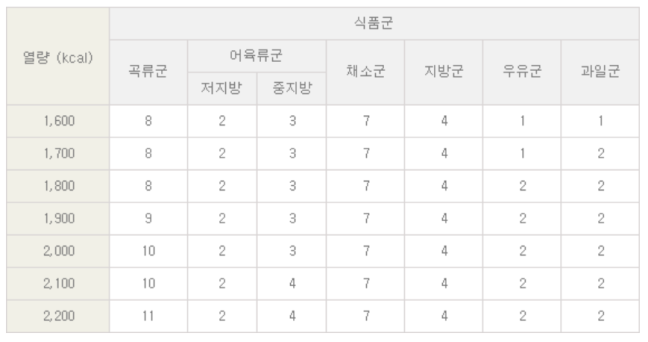 식품군
열량 (kcal) 곡류군 어육류군 채소군 지방군 우유군 과일군
저지방 중지방
1,600 8 2 3 7 4 1 1
1,700 8 2 3 7 4 1 2
1,800 8 2 3 7 4 2 2
1,900 9 2 3 7 4 2 2
2,000 10 2 3 7 4 2 2
2,100 10 2 4 7 4 2 2
2,200 11 2 4 7 4 2 2